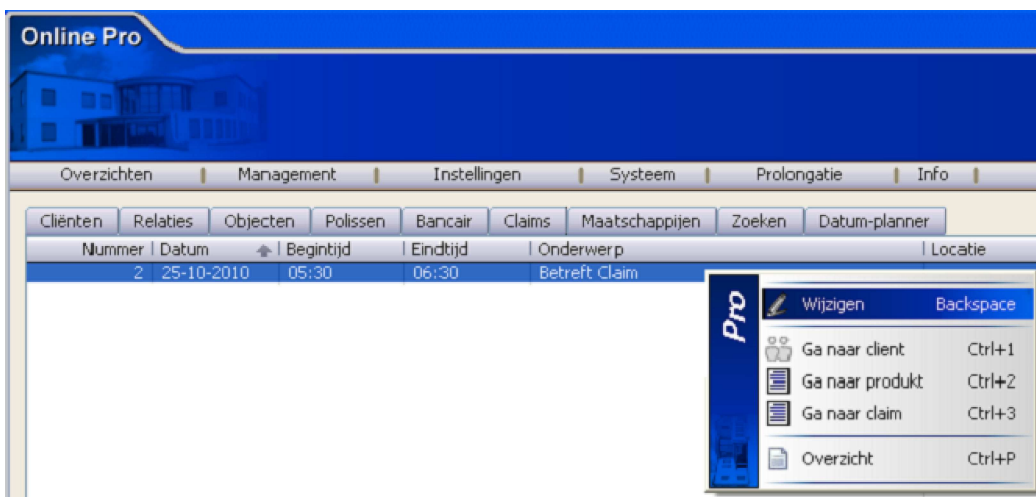 Online Pro
Overzichten Management Instellingen Systeem Prolongatie Info
Cliënten Relaties Objecten Polissen Bancair Claims Maatschappijen Zoeken Datum-planner
Nummer Datum Begintijd Eindtijd Onderwerp Locatie
2 25-10-2010 05:30 06:30 Betreft Claim
Pro
Wijzigen Backspace
Ga naar client Ctrl+1
Ga naar produkt Ctrl+2
Ga naar claim Ctrl+3
Overzicht Ctrl+P